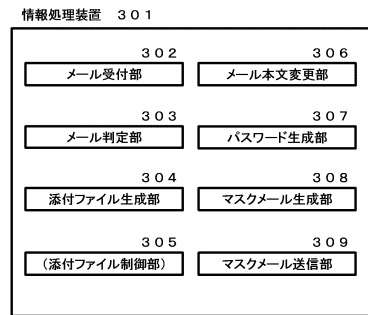 情報処理装置　３０１
３０２　３０６
メール受付部　メール本文変更部
３０３　３０７
メール判定部　パスワード生成部
３０４　３０８
添付ファイル生成部　マスクメール生成部
３０５　３０９
（添付ファイル制御部）　マスクメール送信部